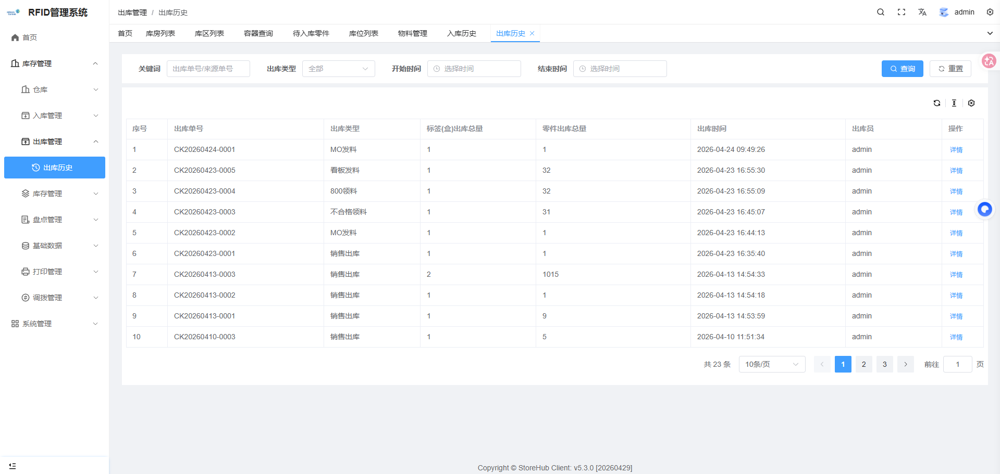 RFID管理系统
出库管理 / 出库历史
admin
首页 库房列表 库区列表 容器查询 待入库零件 库位列表 物料管理 入库历史 出库历史
首页
库存管理
仓库
入库管理
出库管理
出库历史
库存管理
盘点管理
基础数据
打印管理
调拨管理
系统管理
关键词 出库单号/来源单号 出库类型 全部 开始时间 选择时间 结束时间 选择时间 查询 重置
序号 出库单号 出库类型 标签(盒)出库总量 零件出库总量 出库时间 出库员 操作
1 CK20260424-0001 MO发料 1 1 2026-04-24 09:49:26 admin 详情
2 CK20260423-0005 看板发料 1 32 2026-04-23 16:55:30 admin 详情
3 CK20260423-0004 800领料 1 32 2026-04-23 16:55:09 admin 详情
4 CK20260423-0003 不合格领料 1 31 2026-04-23 16:45:07 admin 详情
5 CK20260423-0002 MO发料 1 1 2026-04-23 16:44:13 admin 详情
6 CK20260423-0001 销售出库 1 1 2026-04-23 16:35:40 admin 详情
7 CK20260413-0003 销售出库 2 1015 2026-04-13 14:54:33 admin 详情
8 CK20260413-0002 销售出库 1 1 2026-04-13 14:54:18 admin 详情
9 CK20260413-0001 销售出库 1 9 2026-04-13 14:53:59 admin 详情
10 CK20260410-0003 销售出库 1 5 2026-04-10 11:51:34 admin 详情
共 23 条 10条/页 1 2 3 前往 1 页
Copyright © StoreHub Client: v5.3.0 [20260429]